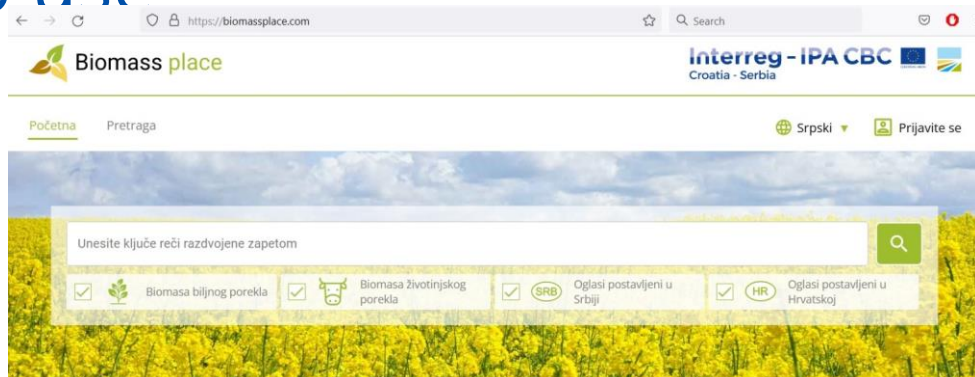 https://biomassplace.com
Search
Biomass place
Interreg - IPA CBC
Croatia - Serbia
Početna Pretraga
Srpski Prijavite se
Unesite ključe reči razdvojene zapetom
Biomasa biljnog porekla
Biomasa životinjskog
porekla
SRB
Oglasi postavljeni u
Srbiji
HR
Oglasi postavljeni u
Hrvatskoj